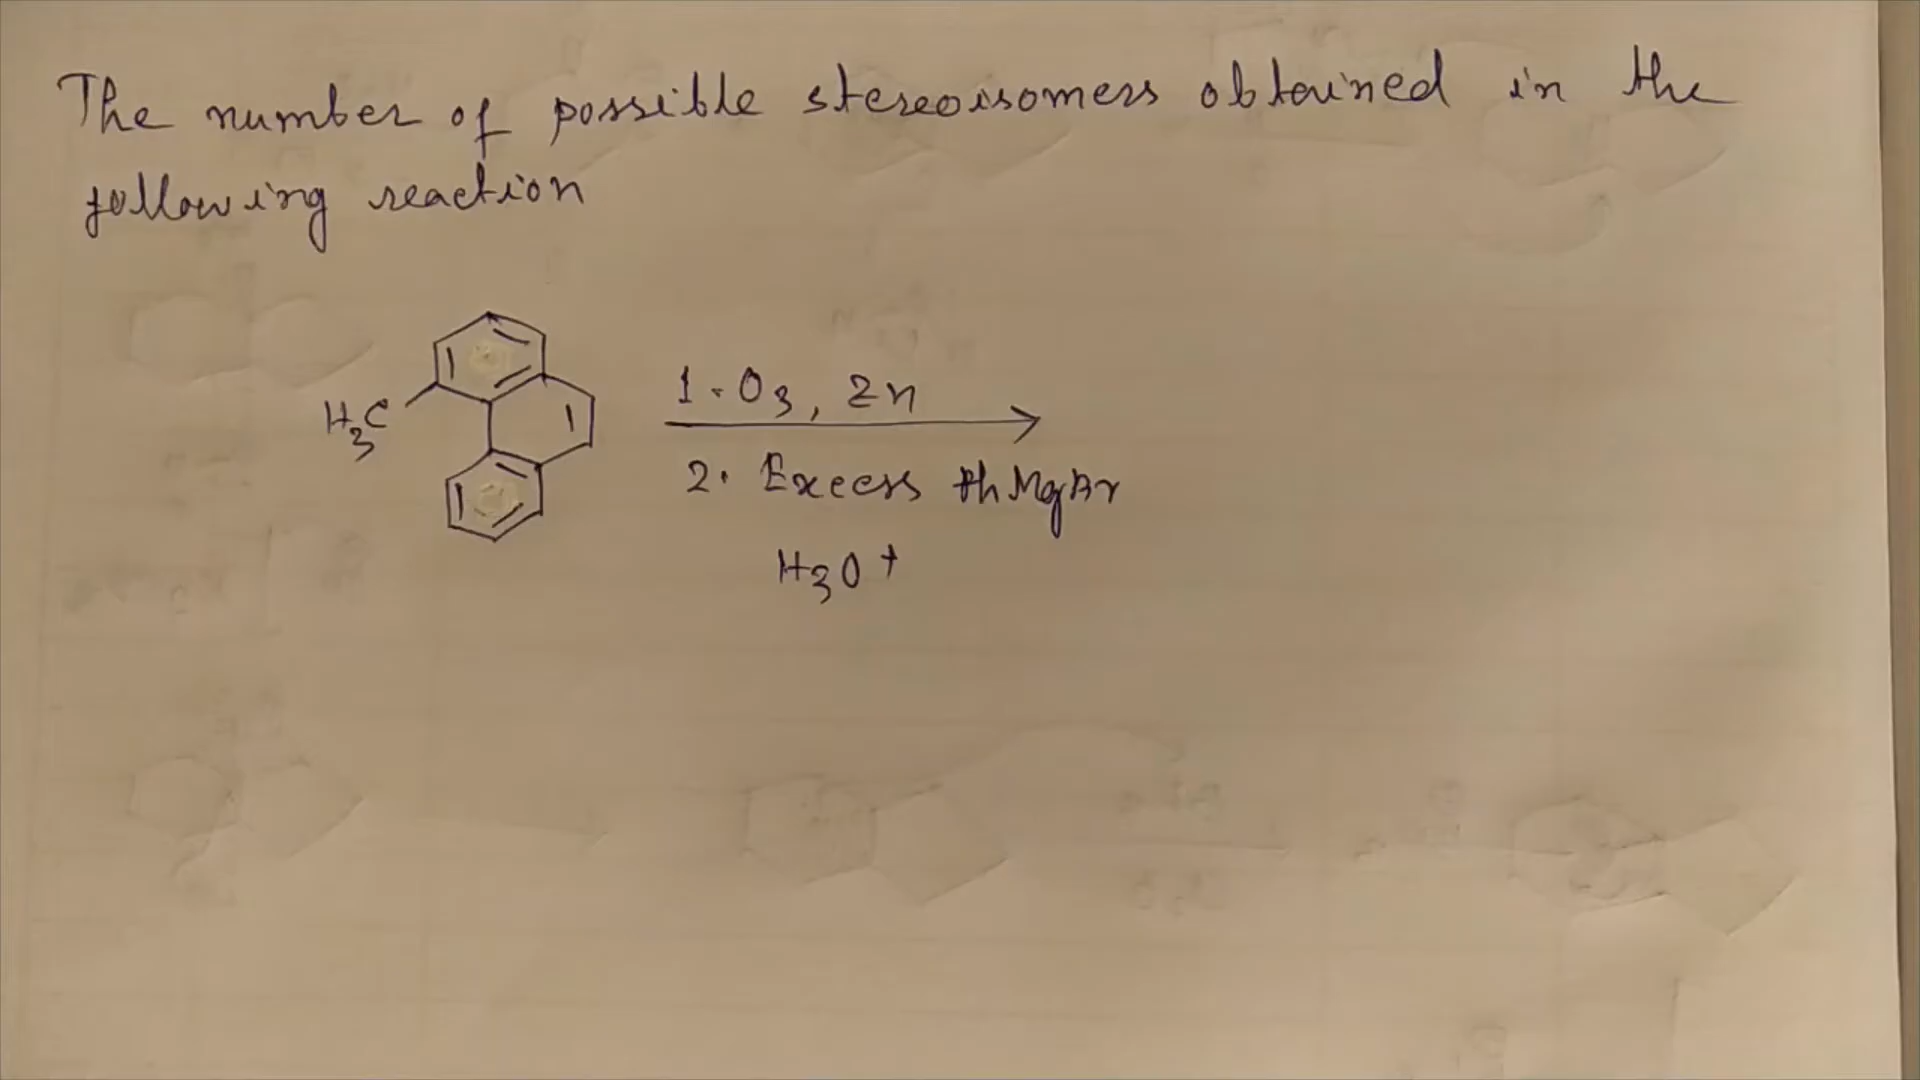 The number of possible stereoisomers obtained in the
following reaction
H₃C
1. O₃, Zn
2. Excess PhMgBr
H₃O⁺